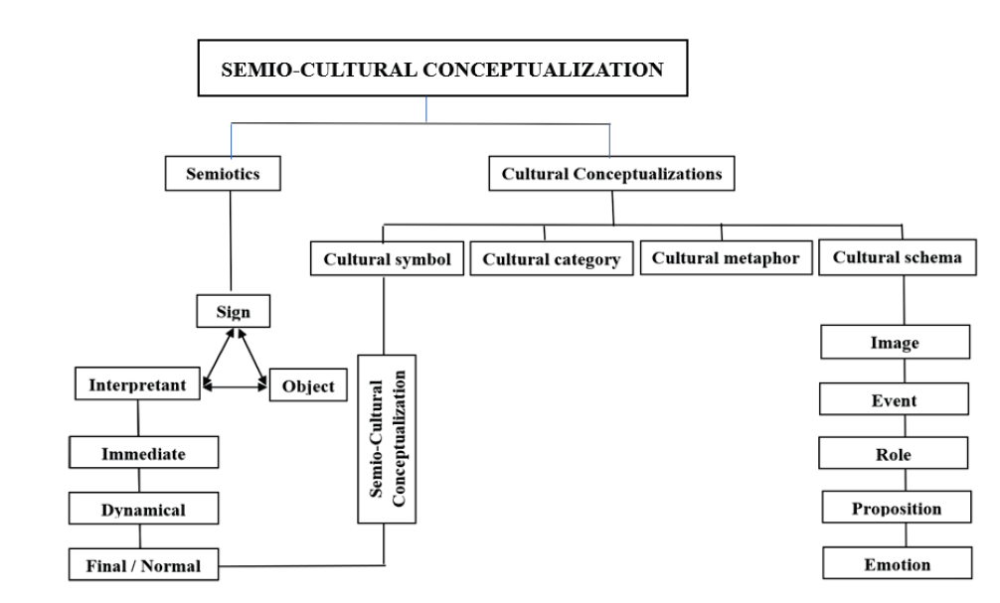 SEMIO-CULTURAL CONCEPTUALIZATION
Semiotics
Cultural Conceptualizations
Cultural symbol
Cultural category
Cultural metaphor
Cultural schema
Sign
Interpretant
Object
Immediate
Dynamical
Final / Normal
Semio-Cultural
Conceptualization
Image
Event
Role
Proposition
Emotion